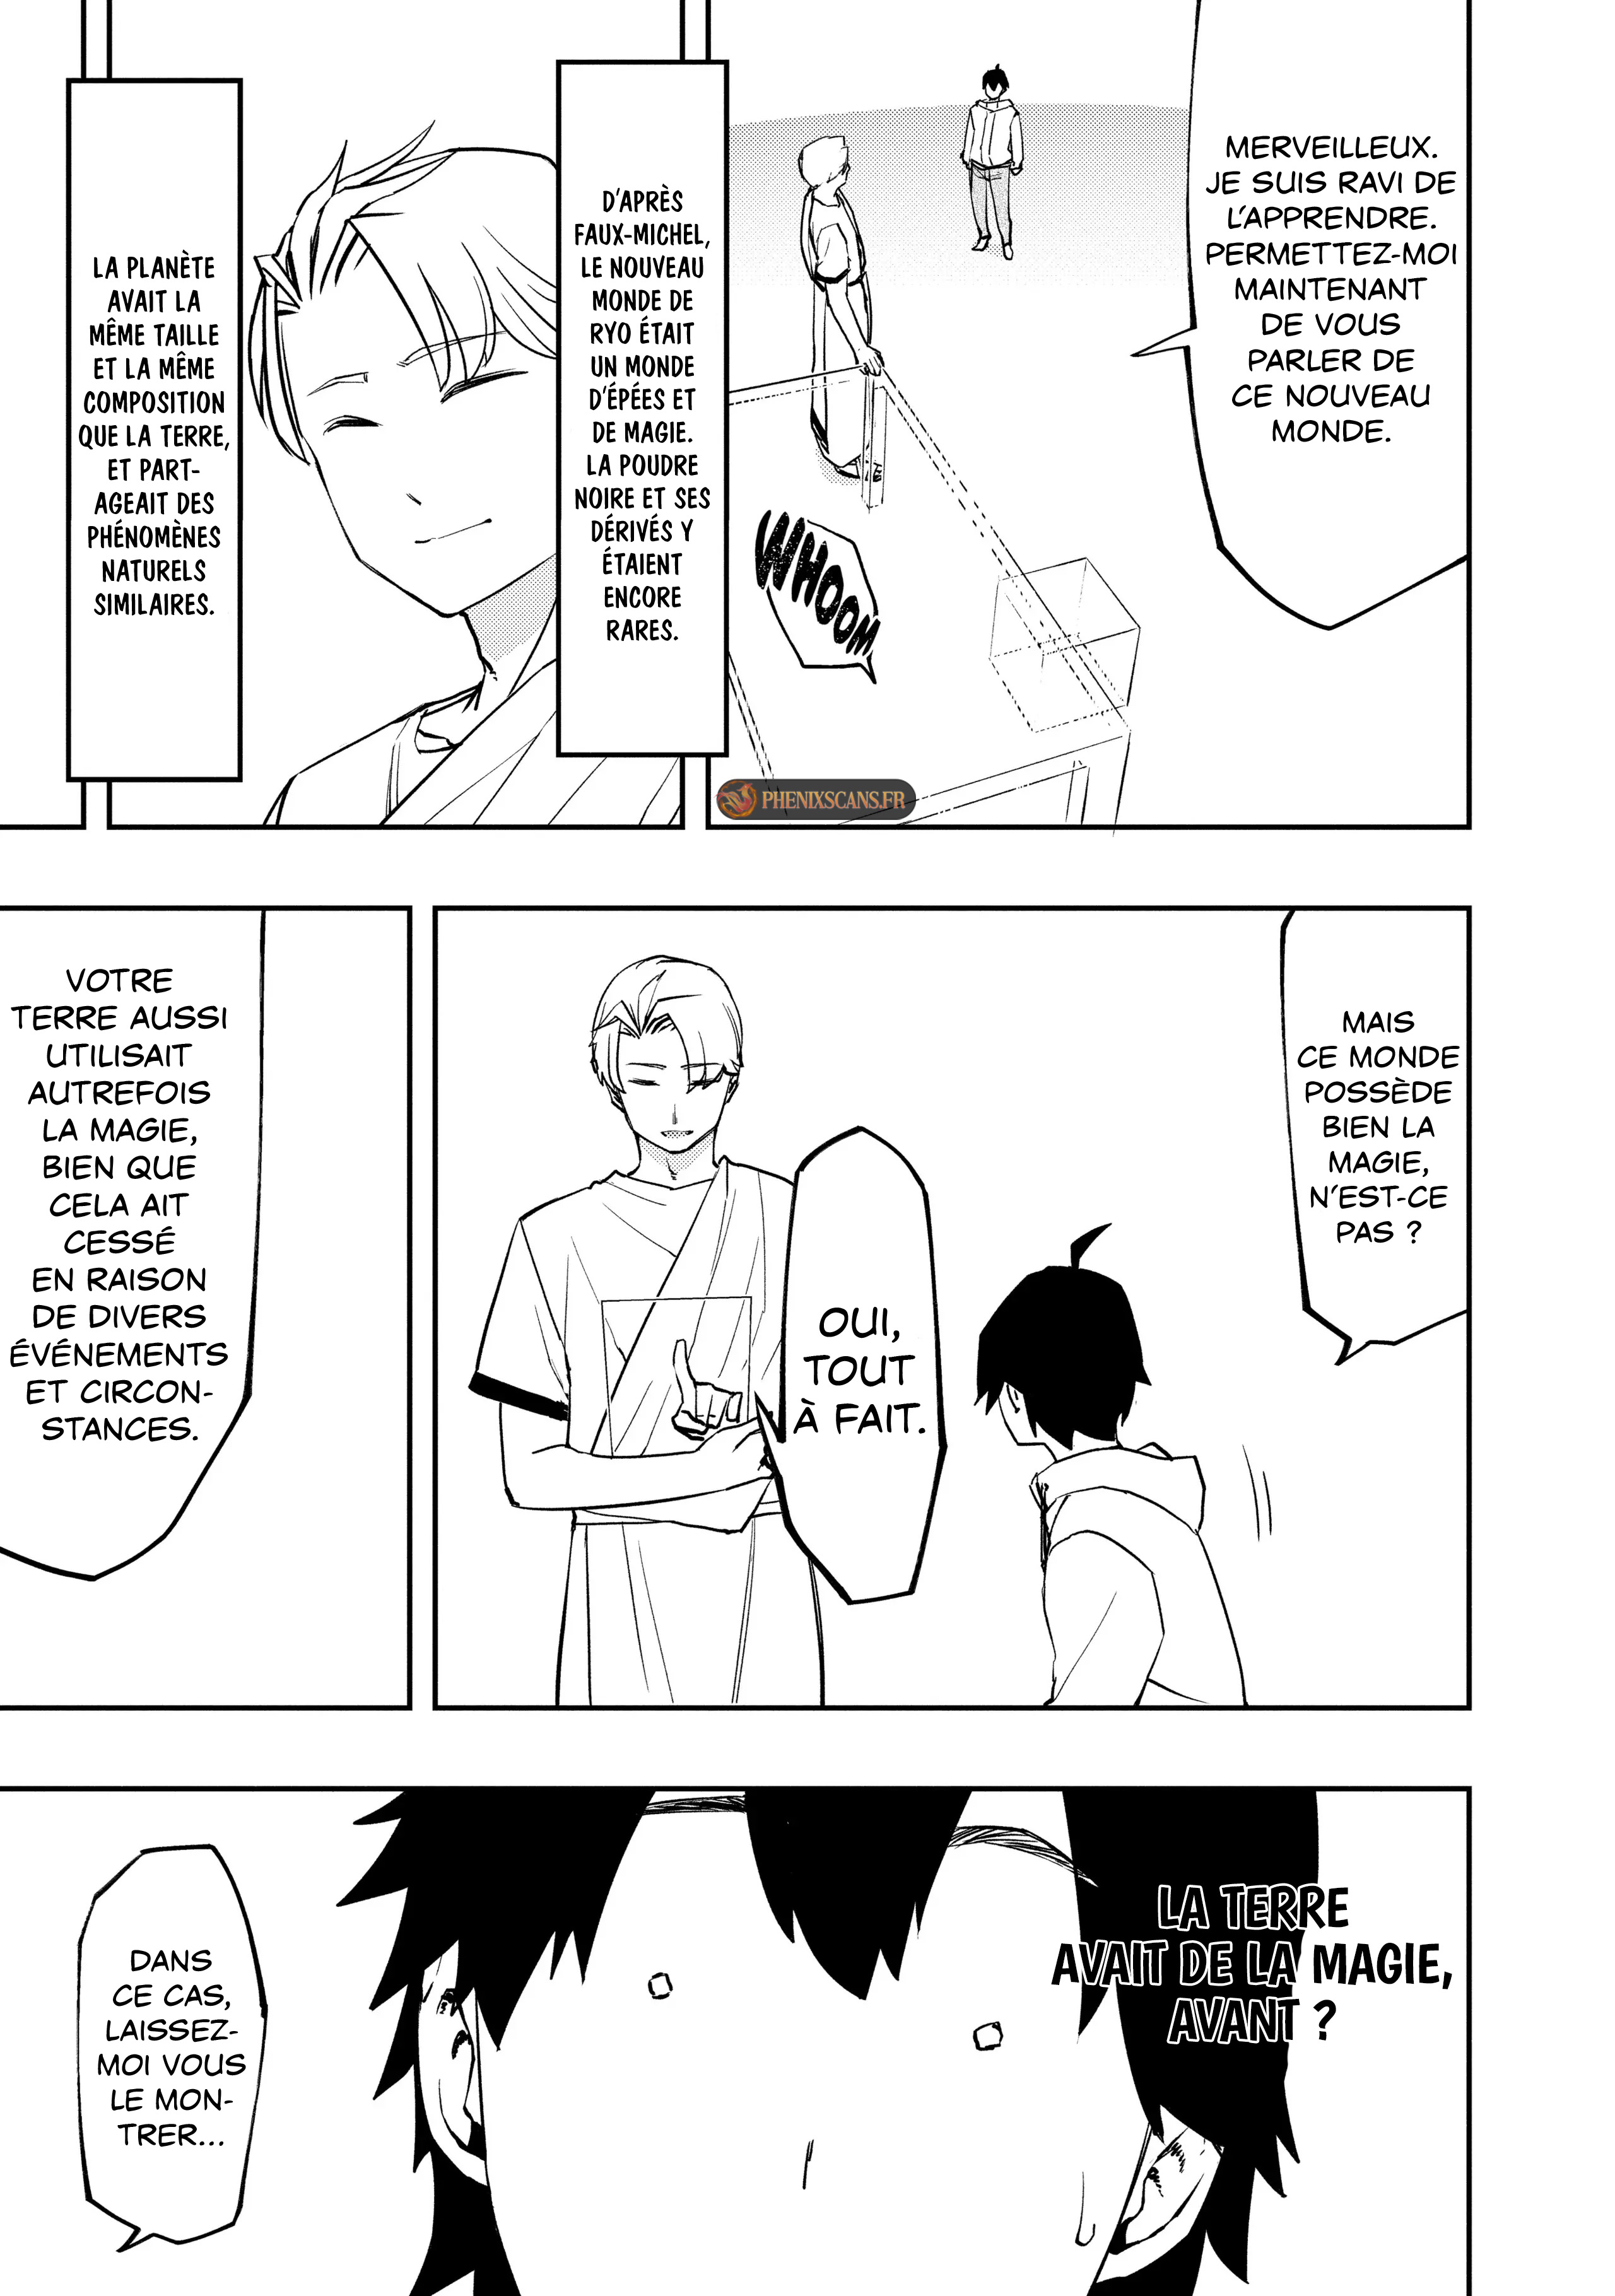 MERVEILLEUX.
JE SUIS RAVI DE
L'APPRENDRE.
PERMETTEZ-MOI
MAINTENANT
DE VOUS
PARLER DE
CE NOUVEAU
MONDE.
WHOOM
D'APRÈS
FAUX-MICHEL,
LE NOUVEAU
MONDE DE
RYO ÉTAIT
UN MONDE
D'ÉPÉES ET
DE MAGIE.
LA POUDRE
NOIRE ET SES
DÉRIVÉS Y
ÉTAIENT
ENCORE
RARES.
LA PLANÈTE
AVAIT LA
MÊME TAILLE
ET LA MÊME
COMPOSITION
QUE LA TERRE,
ET PART-
AGEAIT DES
PHÉNOMÈNES
NATURELS
SIMILAIRES.
PHENIXSCANS.FR
MAIS
CE MONDE
POSSÈDE
BIEN LA
MAGIE,
N'EST-CE
PAS ?
OUI,
TOUT
À FAIT.
VOTRE
TERRE AUSSI
UTILISAIT
AUTREFOIS
LA MAGIE,
BIEN QUE
CELA AIT
CESSÉ
EN RAISON
DE DIVERS
ÉVÉNEMENTS
ET CIRCON-
STANCES.
LA TERRE
AVAIT DE LA MAGIE,
AVANT ?
DANS
CE CAS,
LAISSEZ-
MOI VOUS
LE MON-
TRER...